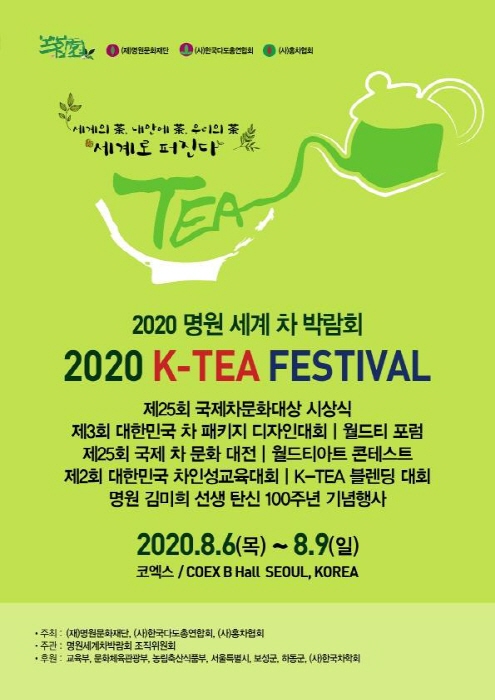 (재)명원문화재단 (사)한국다도총연합회 (사)홍차협회
세계의 茶, 내안에 茶, 우리의 茶
세계로 퍼진다
TEA
2020 명원 세계 차 박람회
2020 K-TEA FESTIVAL
제25회 국제차문화대상 시상식
제3회 대한민국 차 패키지 디자인대회 | 월드티 포럼
제25회 국제 차 문화 대전 | 월드티아트 콘테스트
제2회 대한민국 차인성교육대회 | K-TEA 블렌딩 대회
명원 김미희 선생 탄신 100주년 기념행사
2020.8.6(목) ~ 8.9(일)
코엑스 / COEX B Hall SEOUL, KOREA
• 주최 : (재)명원문화재단, (사)한국다도총연합회, (사)홍차협회
• 주관 : 명원세계차박람회 조직위원회
• 후원 : 교육부, 문화체육관광부, 농림축산식품부, 서울특별시, 보성군, 하동군, (사)한국차학회